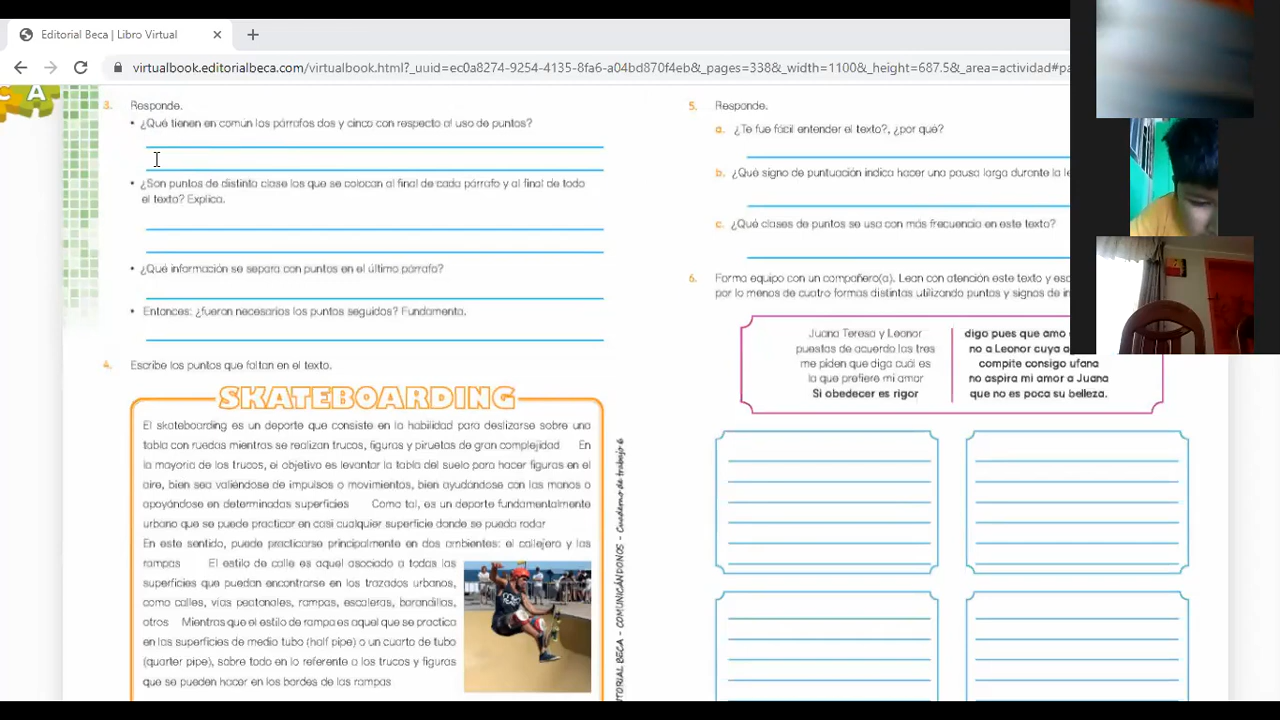 Editorial Beca | Libro Virtual
virtualbook.editorialbeca.com/virtualbook.html?_uuid=ec0a8274-9254-4135-8fa6-a04bd870f4eb&_pages=338&_width=1100&_height=687.5&_area=actividad#pa
C A
3. Responde.
• ¿Qué tienen en común los párrafos dos y cinco con respecto al uso de puntos?
• ¿Son puntos de distinta clase los que se colocan al final de cada párrafo y al final de todo
el texto? Explica.
• ¿Qué información se separa con puntos en el último párrafo?
• Entonces: ¿fueron necesarios los puntos seguidos? Fundamenta.
4. Escribe los puntos que faltan en el texto.
SKATEBOARDING
El skateboarding es un deporte que consiste en la habilidad para deslizarse sobre una
tabla con ruedas mientras se realizan trucos, figuras y piruetas de gran complejidad En
la mayoría de los trucos, el objetivo es levantar la tabla del suelo para hacer figuras en el
aire, bien sea valiéndose de impulsos o movimientos, bien ayudándose con las manos o
apoyándose en determinadas superficies Como tal, es un deporte fundamentalmente
urbano que se puede practicar en casi cualquier superficie donde se pueda rodar
En este sentido, puede practicarse principalmente en dos ambientes: el callejero y las
rampas El estilo de calle es aquel asociado a todas las
superficies que puedan encontrarse en los trazados urbanos,
como calles, vías peatonales, rampas, escaleras, barandillas,
otros Mientras que el estilo de rampa es aquel que se practica
en las superficies de medio tubo (half pipe) o un cuarto de tubo
(quarter pipe), sobre todo en lo referente a los trucos y figuras
que se pueden hacer en los bordes de las rampas
EDITORIAL BECA - COMUNICÁNDONOS - Cuaderno de trabajo 6
5. Responde.
a. ¿Te fue fácil entender el texto?, ¿por qué?
b. ¿Qué signo de puntuación indica hacer una pausa larga durante la le
c. ¿Qué clases de puntos se usa con más frecuencia en este texto?
6. Forma equipo con un compañero(a). Lean con atención este texto y esc
por lo menos de cuatro formas distintas utilizando puntos y signos de in
Juana Teresa y Leonor
puestas de acuerdo las tres
me piden que diga cuál es
la que prefiere mi amor
Si obedecer es rigor
digo pues que amo
no a Leonor cuya a
compite consigo ufana
no aspira mi amor a Juana
que no es poca su belleza.